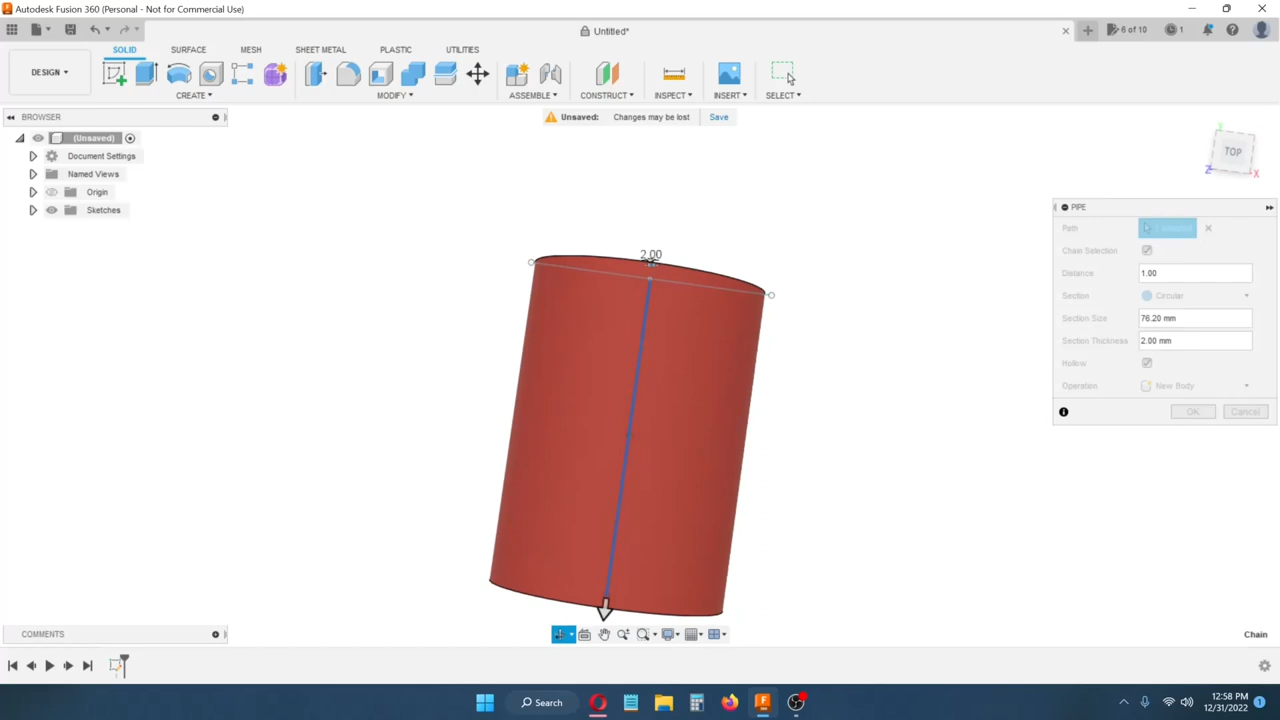 Autodesk Fusion 360 (Personal - Not for Commercial Use)
Untitled*
6 of 10
1
DESIGN
SOLID
SURFACE
MESH
SHEET METAL
PLASTIC
UTILITIES
CREATE
MODIFY
ASSEMBLE
CONSTRUCT
INSPECT
INSERT
SELECT
BROWSER
Unsaved: Changes may be lost Save
(Unsaved)
Document Settings
Named Views
Origin
Sketches
TOP
Z
X
PIPE
Path
1 selected
Chain Selection
Distance 1.00
Section Circular
Section Size 76.20 mm
Section Thickness 2.00 mm
Hollow
Operation New Body
OK Cancel
2.00
COMMENTS
Chain
Search
12:58 PM
12/31/2022
1